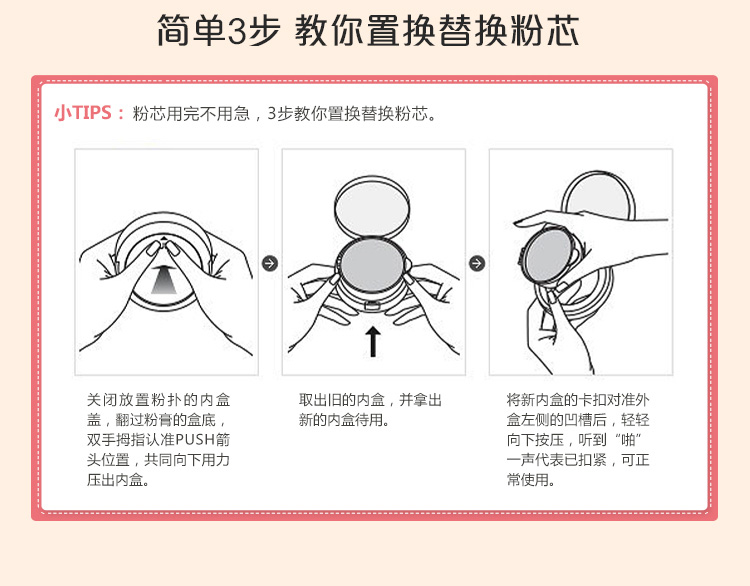 简单3步 教你置换替换粉芯
小TIPS：粉芯用完不用急，3步教你置换替换粉芯。
关闭放置粉扑的内盒
盖，翻过粉膏的盒底，
双手拇指认准PUSH箭
头位置，共同向下用力
压出内盒。
取出旧的内盒，并拿出
新的内盒待用。
将新内盒的卡扣对准外
盒左侧的凹槽后，轻轻
向下按压，听到“啪”
一声代表已扣紧，可正
常使用。